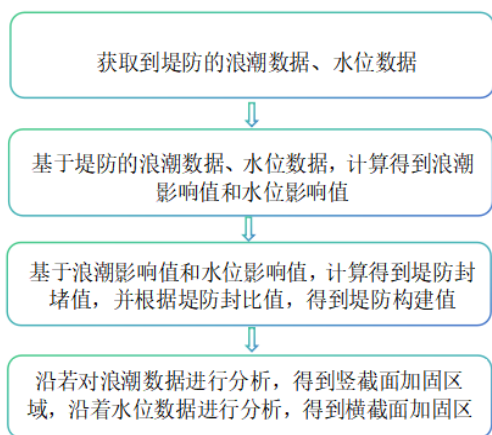 获取到堤防的浪潮数据、水位数据
基于堤防的浪潮数据、水位数据，计算得到浪潮
影响值和水位影响值
基于浪潮影响值和水位影响值，计算得到堤防封
堵值，并根据堤防封比值，得到堤防构建值
沿若对浪潮数据进行分析，得到竖截面加固区
域，沿着水位数据进行分析，得到横截面加固区